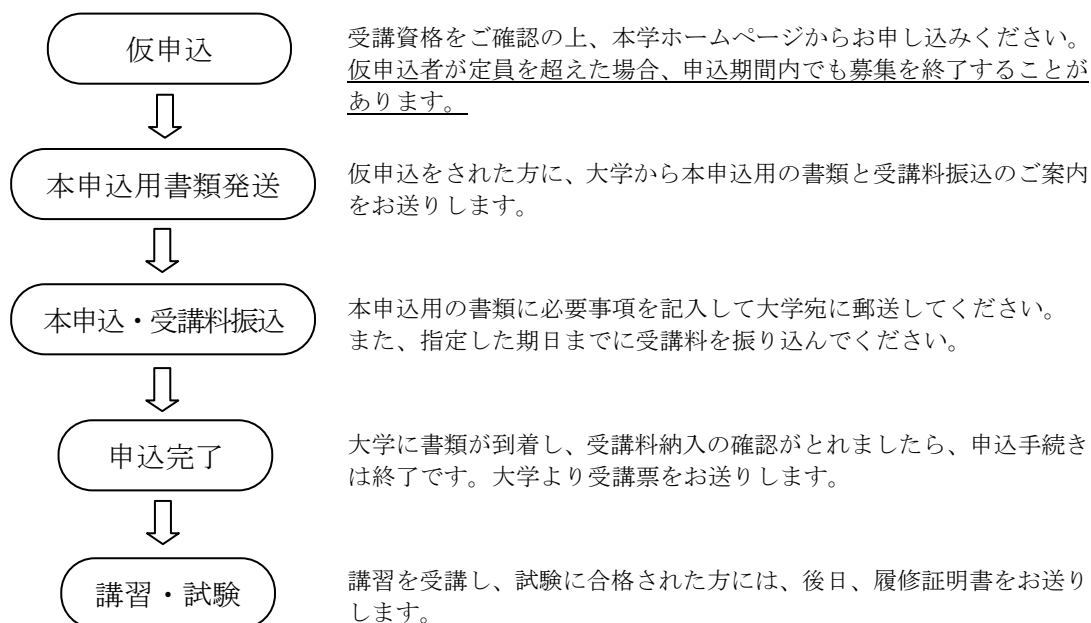 仮申込
受講資格をご確認の上、本学ホームページからお申し込みください。
仮申込者が定員を超えた場合、申込期間内でも募集を終了することが
あります。
本申込用書類発送
仮申込をされた方に、大学から本申込用の書類と受講料振込のご案内
をお送りします。
本申込・受講料振込
本申込用の書類に必要事項を記入して大学宛に郵送してください。
また、指定した期日までに受講料を振り込んでください。
申込完了
大学に書類が到着し、受講料納入の確認がとれましたら、申込手続き
は終了です。大学より受講票をお送りします。
講習・試験
講習を受講し、試験に合格された方には、後日、履修証明書をお送り
します。